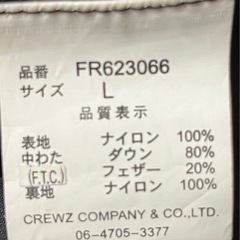 品番 FR623066
サイズ L
品質表示
表地 ナイロン 100%
中わた ダウン 80%
(F.T.C.) フェザー 20%
裏地 ナイロン 100%
CREWZ COMPANY & CO.,LTD.
06-4705-3377